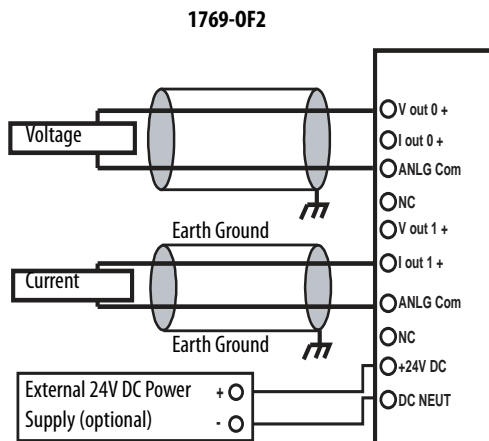 1769-OF2
V out 0 +
I out 0 +
Voltage
ANLG Com
NC
Earth Ground
V out 1 +
I out 1 +
Current
ANLG Com
Earth Ground
NC
+24V DC
External 24V DC Power +
Supply (optional) -
DC NEUT